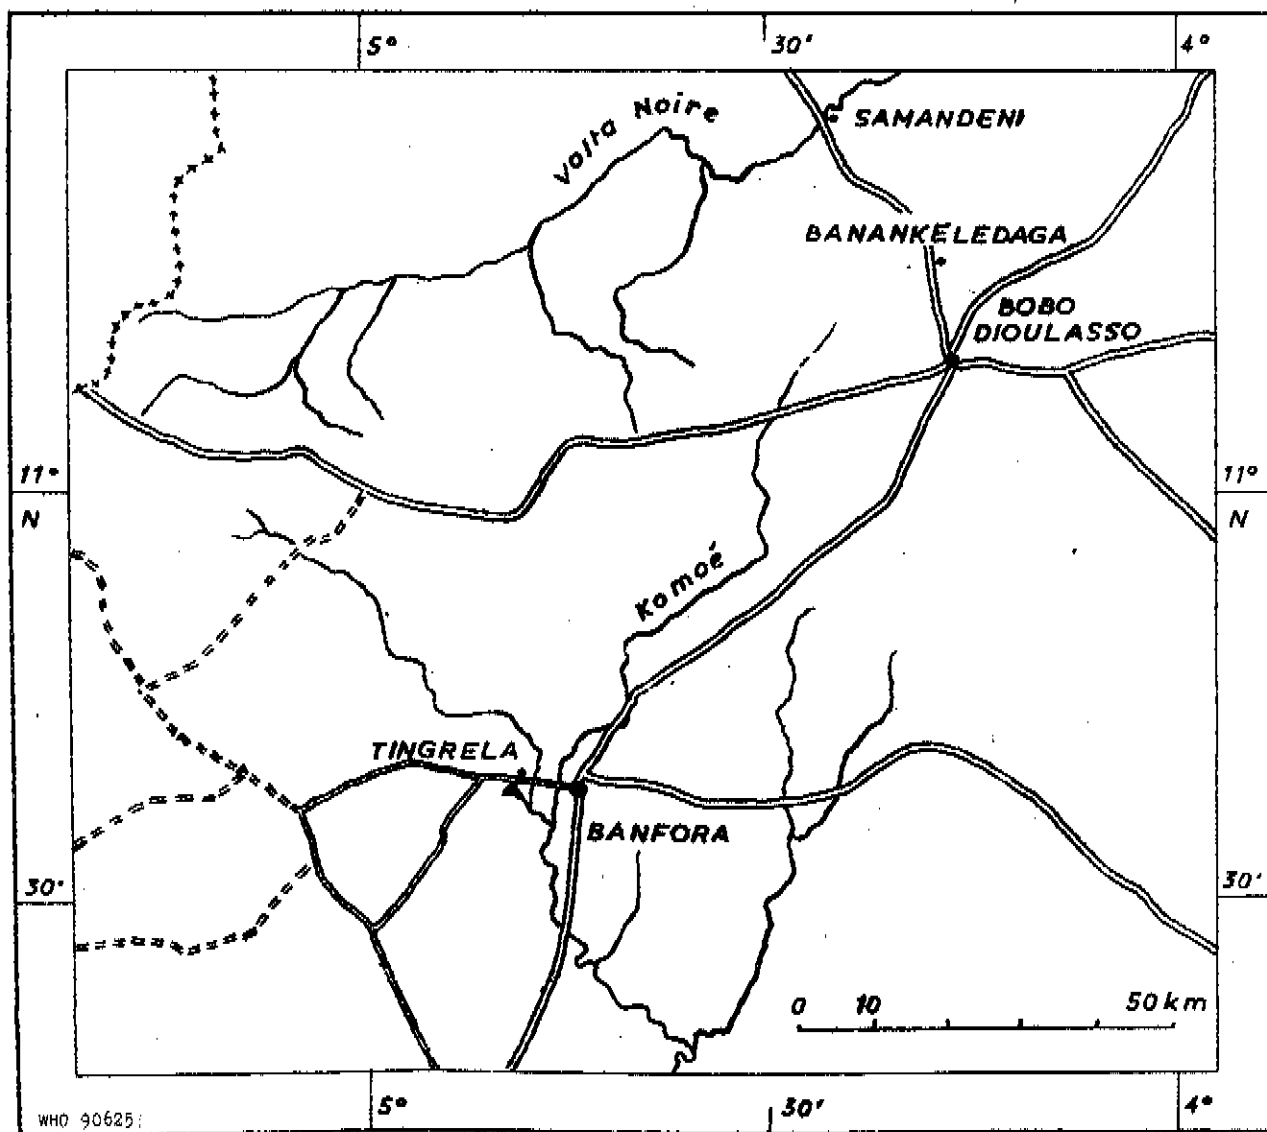 5° 30' 4°
Volta Noire
SAMANDENI
BANANKÉLEDAGA
BOBO
DIOULASSO
11° 11°
N N
Komoé
TINGRELA
BANFORA
30' 30'
0 10 50 km
5° 30' 4°
WHO 90625